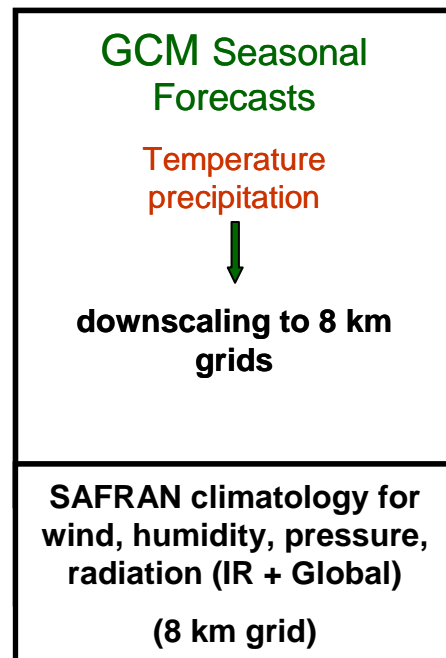 GCM Seasonal
Forecasts
Temperature
precipitation
downscaling to 8 km
grids
SAFRAN climatology for
wind, humidity, pressure,
radiation (IR + Global)
(8 km grid)